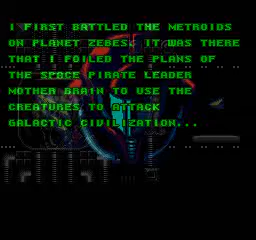 I FIRST BATTLED THE METROIDS
ON PLANET ZEBES. IT WAS THERE
THAT I FOILED THE PLANS OF
THE SPACE PIRATE LEADER
MOTHER BRAIN TO USE THE
CREATURES TO ATTACK
GALACTIC CIVILIZATION...